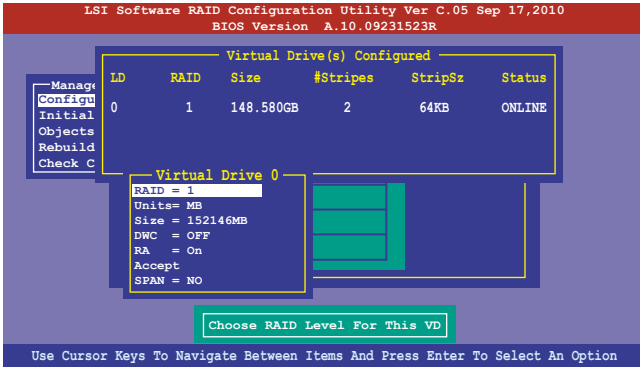 LSI Software RAID Configuration Utility Ver C.05 Sep 17,2010
BIOS Version A.10.09231523R
Virtual Drive(s) Configured
LD RAID Size #Stripes StripSz Status
0 1 148.580GB 2 64KB ONLINE
Manage
Configu
Initial
Objects
Rebuild
Check C
Virtual Drive 0
RAID = 1
Units= MB
Size = 152146MB
DWC = OFF
RA = On
Accept
SPAN = NO
Choose RAID Level For This VD
Use Cursor Keys To Navigate Between Items And Press Enter To Select An Option